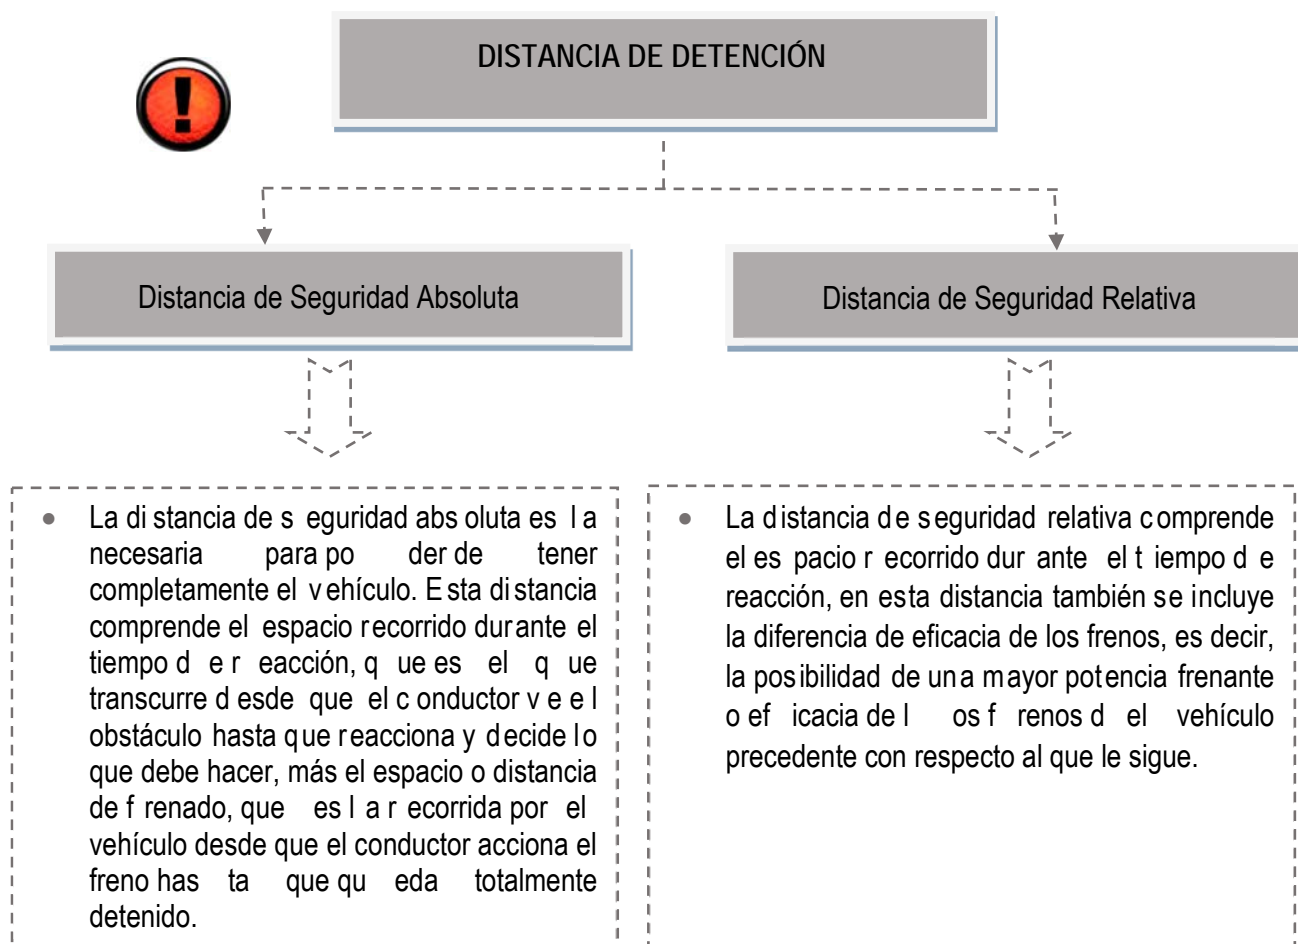 DISTANCIA DE DETENCIÓN
Distancia de Seguridad Absoluta
Distancia de Seguridad Relativa
• La di stancia de s eguridad abs oluta es l a
necesaria para po der de tener
completamente el v ehículo. E sta di stancia
comprende el espacio recorrido durante el
tiempo d e r eacción, q ue es el q ue
transcurre d esde que el c onductor v e e l
obstáculo hasta que reacciona y decide lo
que debe hacer, más el espacio o distancia
de f renado, que es l a r ecorrida por el
vehículo desde que el conductor acciona el
freno has ta que qu eda totalmente
detenido.
• La d istancia d e s eguridad relativa c omprende
el es pacio r ecorrido dur ante el t iempo d e
reacción, en esta distancia también se incluye
la diferencia de eficacia de los frenos, es decir,
la pos ibilidad de un a m ayor pot encia frenante
o ef icacia de l os f renos d el vehículo
precedente con respecto al que le sigue.